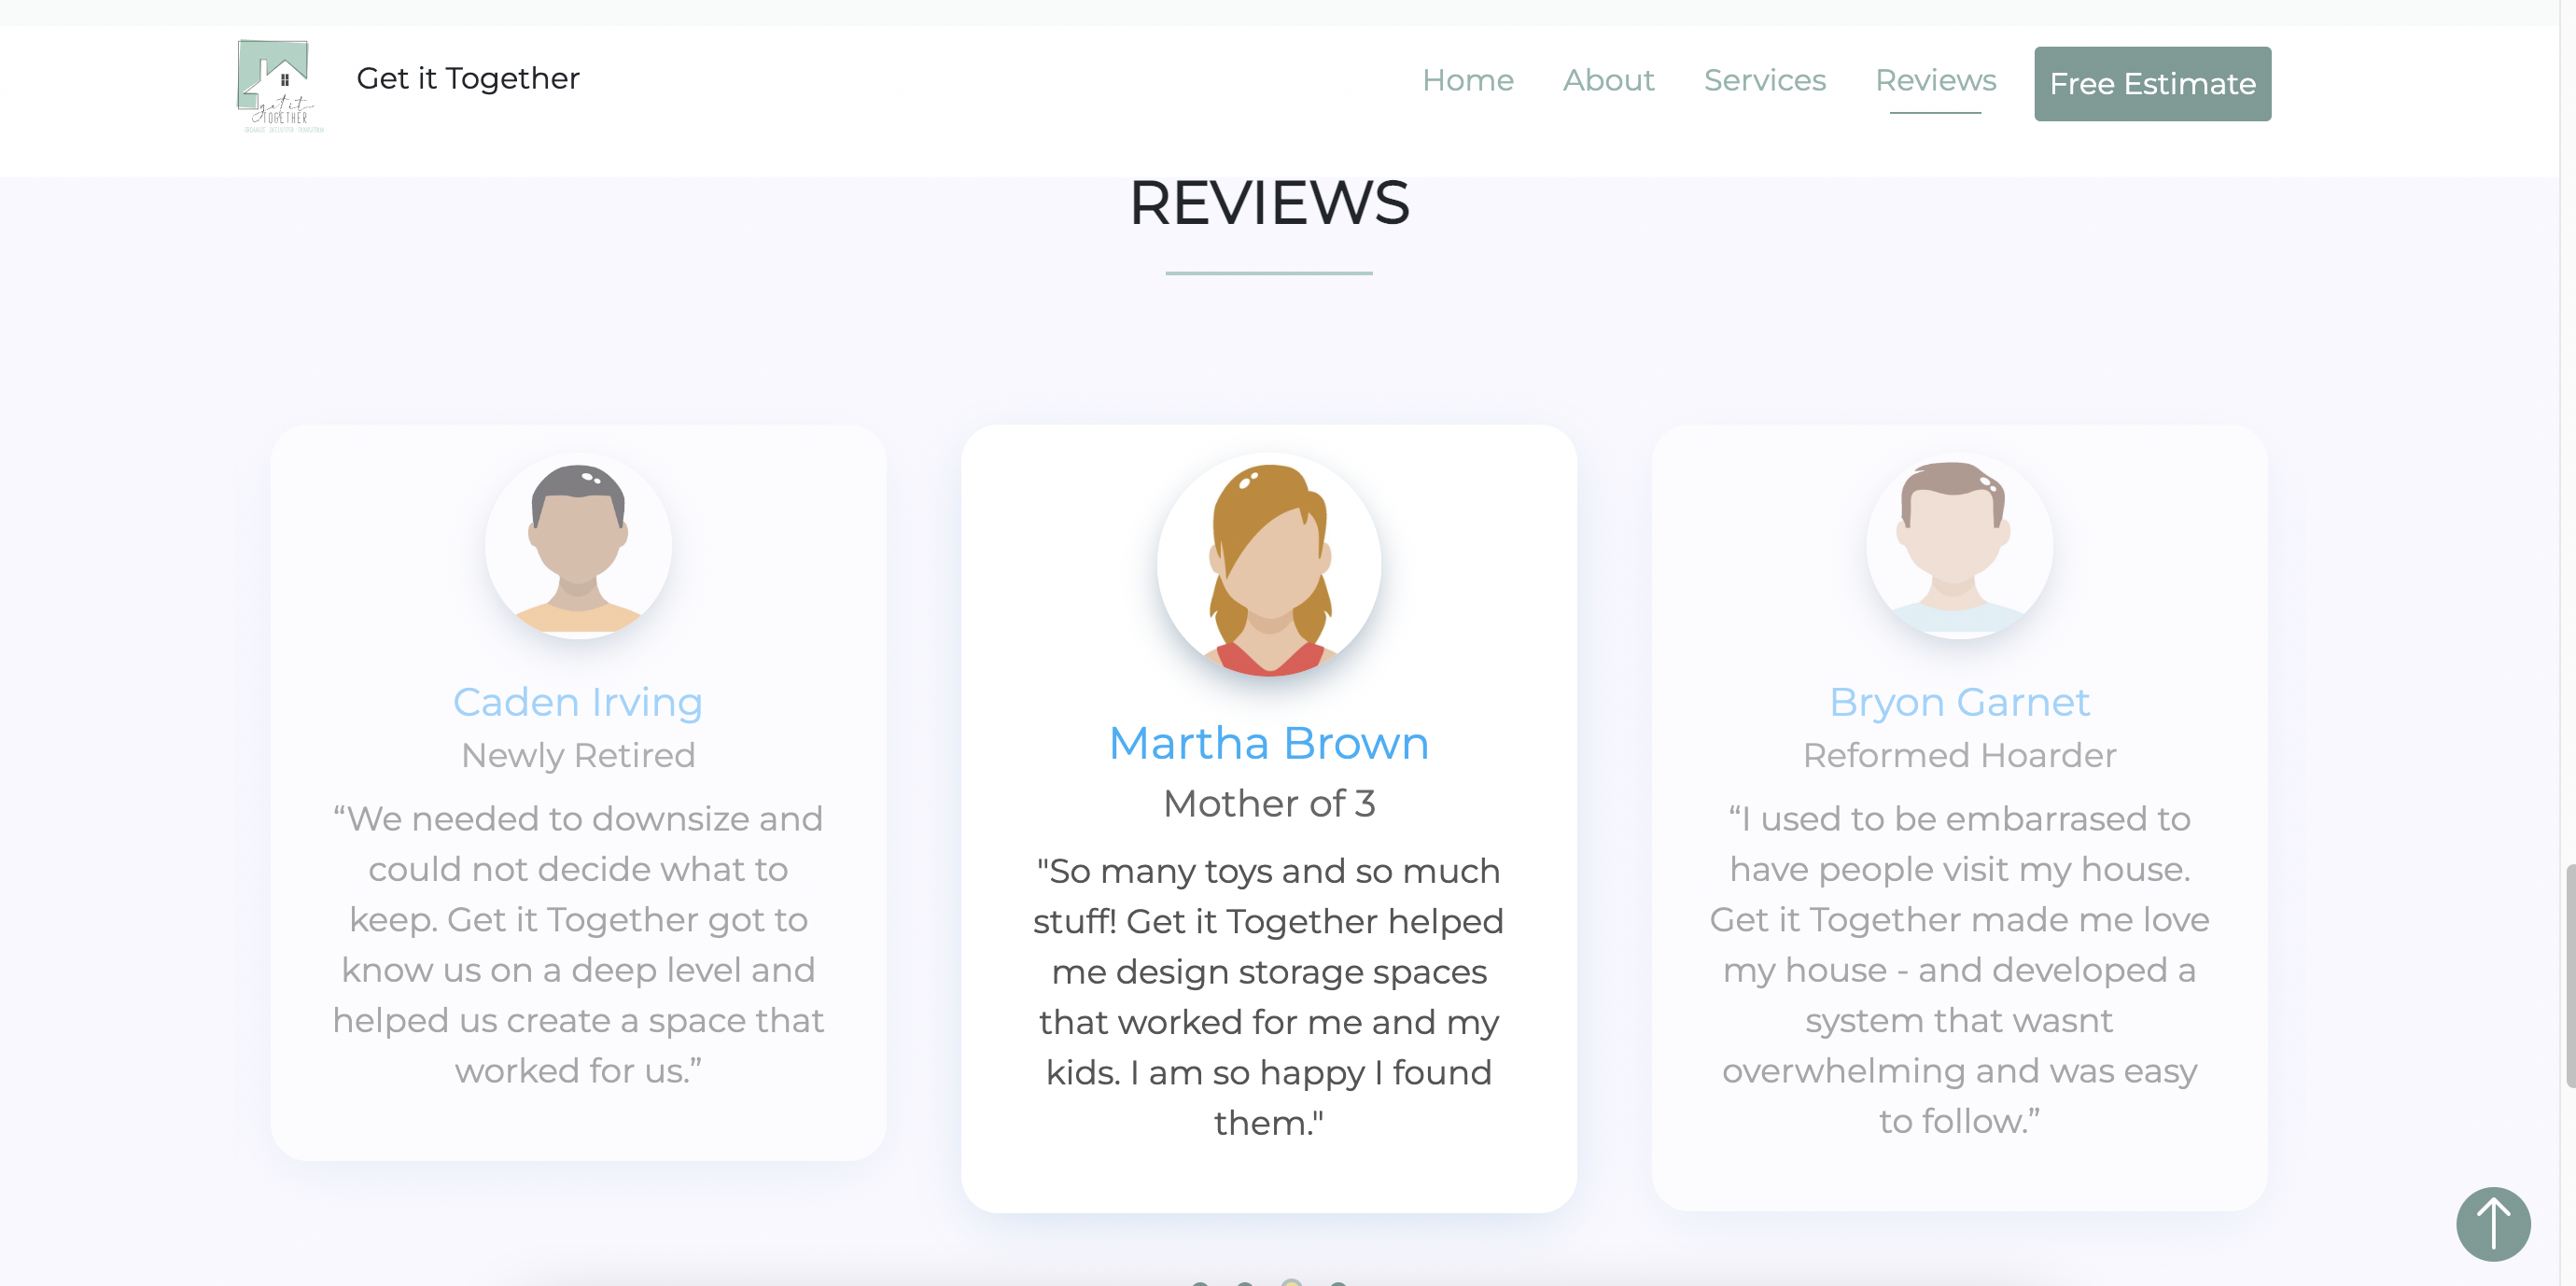 get it
TOGETHER
Get it Together
Home
About
Services
Reviews
Free Estimate
REVIEWS
Caden Irving
Newly Retired
“We needed to downsize and
could not decide what to
keep. Get it Together got to
know us on a deep level and
helped us create a space that
worked for us.”
Martha Brown
Mother of 3
"So many toys and so much
stuff! Get it Together helped
me design storage spaces
that worked for me and my
kids. I am so happy I found
them."
Bryon Garnet
Reformed Hoarder
“I used to be embarrased to
have people visit my house.
Get it Together made me love
my house - and developed a
system that wasnt
overwhelming and was easy
to follow.”